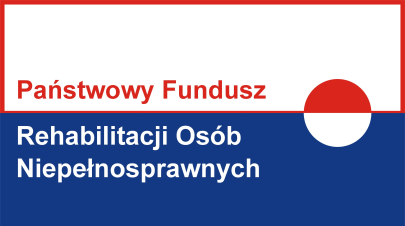 Państwowy Fundusz
Rehabilitacji Osób
Niepełnosprawnych